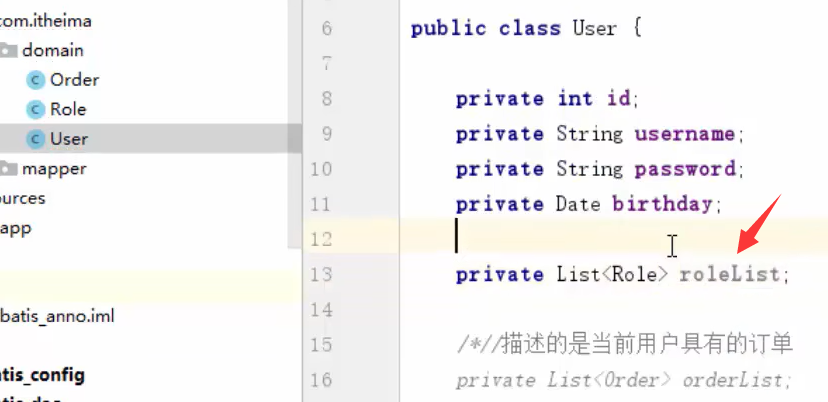 com.itheima
domain
Order
Role
User
mapper
ources
app
batis_anno.iml
tis_config
6 public class User {
7
8 private int id;
9 private String username;
10 private String password;
11 private Date birthday;
12
13 private List<Role> roleList;
14
15 /*//描述的是当前用户具有的订单
16 private List<Order> orderList;